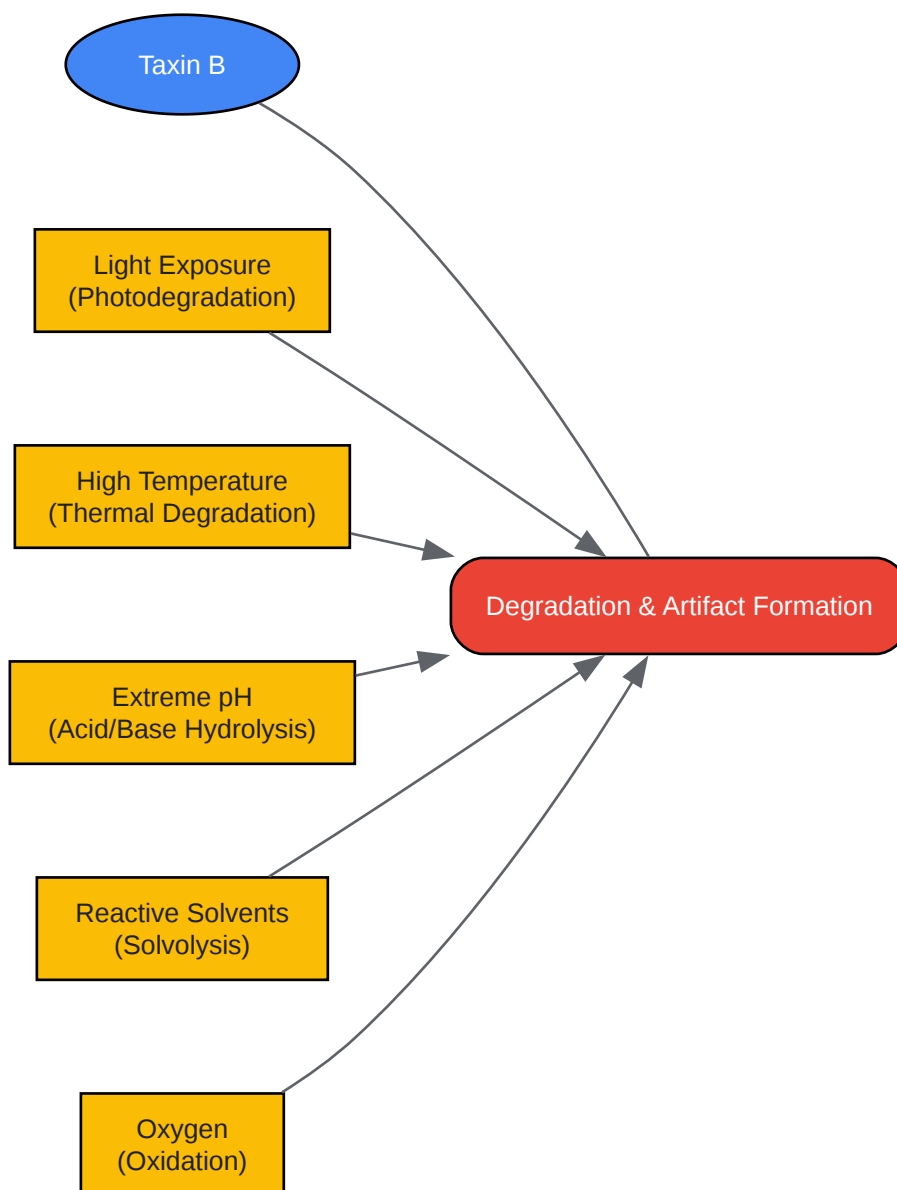 Taxin B
Light Exposure
(Photodegradation)
High Temperature
(Thermal Degradation)
Degradation & Artifact Formation
Extreme pH
(Acid/Base Hydrolysis)
Reactive Solvents
(Solvolysis)
Oxygen
(Oxidation)